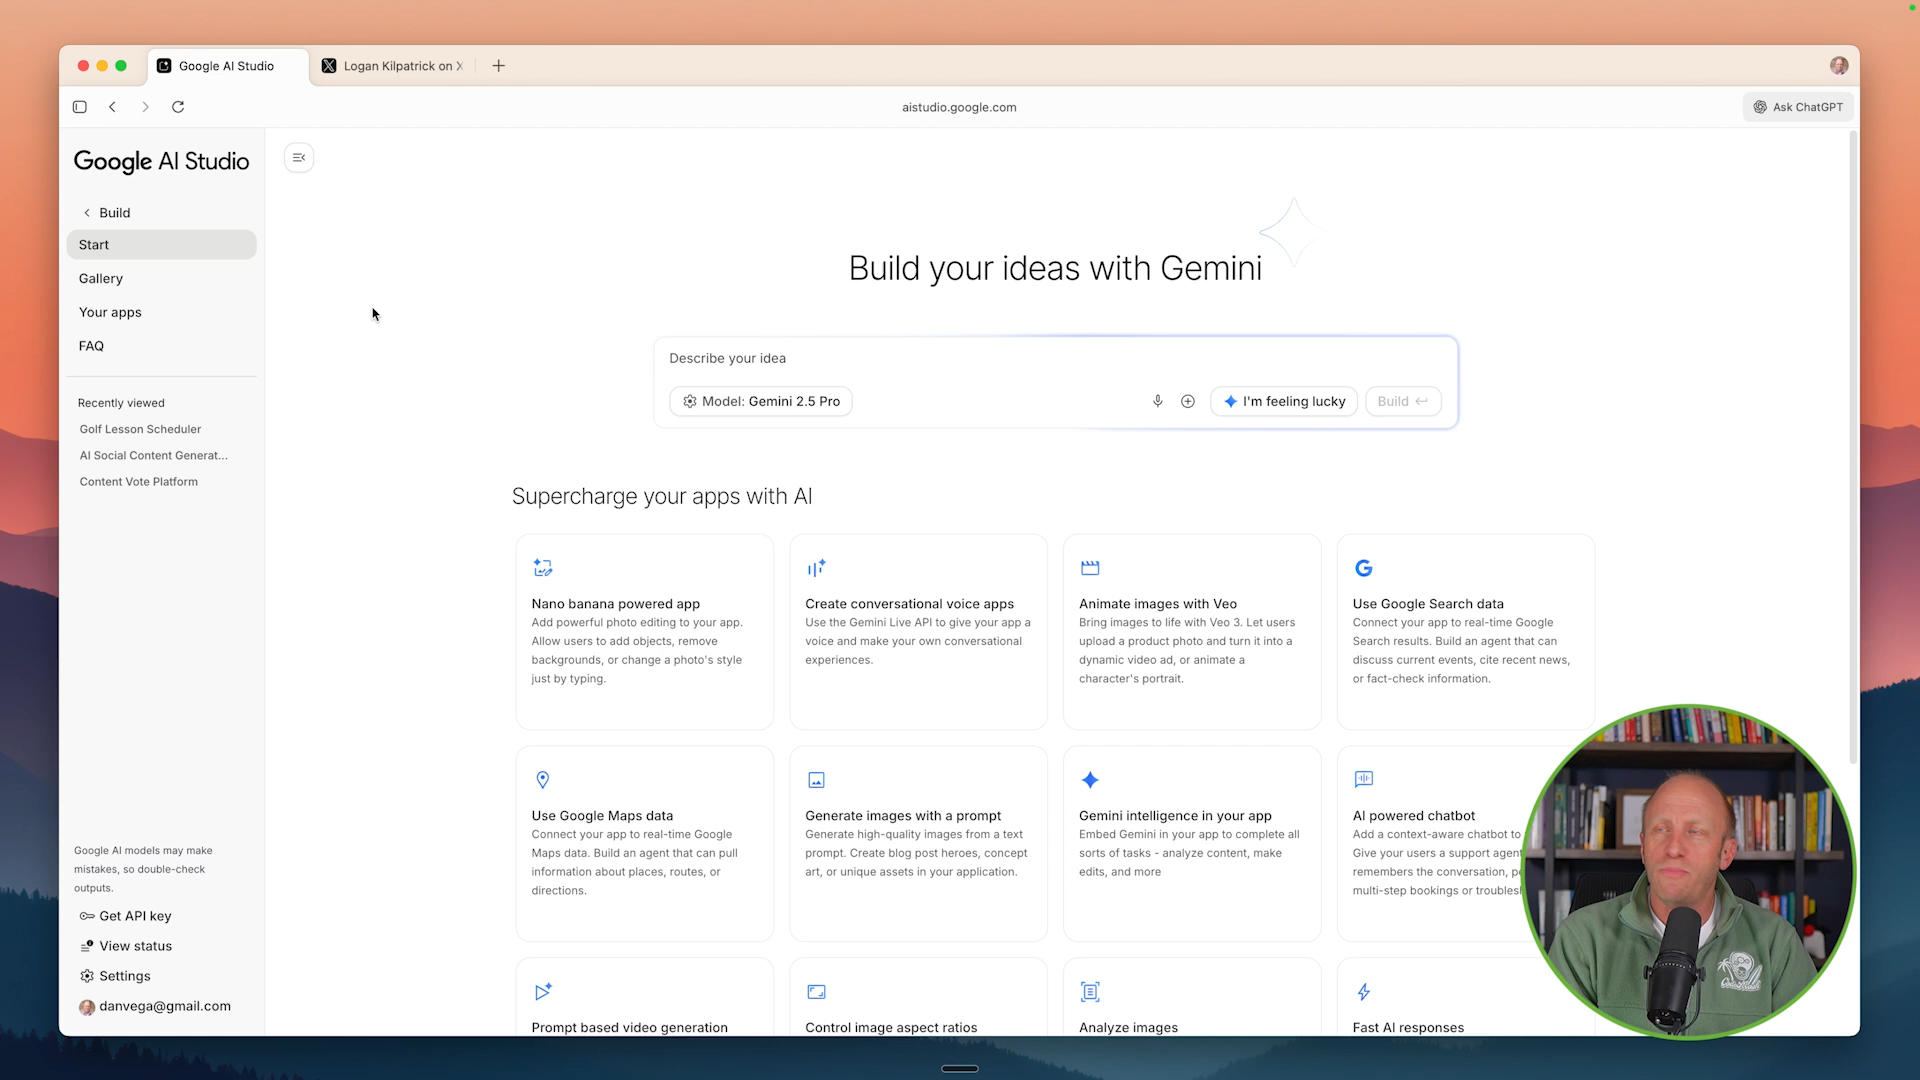 Google AI Studio
Logan Kilpatrick on X
aistudio.google.com
Ask ChatGPT
Google AI Studio
Build
Start
Gallery
Your apps
FAQ
Recently viewed
Golf Lesson Scheduler
AI Social Content Generat...
Content Vote Platform
Google AI models may make
mistakes, so double-check
outputs.
Get API key
View status
Settings
danvega@gmail.com
Build your ideas with Gemini
Describe your idea
Model: Gemini 2.5 Pro
I'm feeling lucky
Build
Supercharge your apps with AI
Nano banana powered app
Add powerful photo editing to your app.
Allow users to add objects, remove
backgrounds, or change a photo's style
just by typing.
Create conversational voice apps
Use the Gemini Live API to give your app a
voice and make your own conversational
experiences.
Animate images with Veo
Bring images to life with Veo 3. Let users
upload a product photo and turn it into a
dynamic video ad, or animate a
character's portrait.
Use Google Search data
Connect your app to real-time Google
Search results. Build an agent that can
discuss current events, cite recent news,
or fact-check information.
Use Google Maps data
Connect your app to real-time Google
Maps data. Build an agent that can pull
information about places, routes, or
directions.
Generate images with a prompt
Generate high-quality images from a text
prompt. Create blog post heroes, concept
art, or unique assets in your application.
Gemini intelligence in your app
Embed Gemini in your app to complete all
sorts of tasks - analyze content, make
edits, and more
AI powered chatbot
Add a context-aware chatbot to
Give your users a support agent
remembers the conversation,
multi-step bookings or
Prompt based video generation
Control image aspect ratios
Analyze images
Fast AI responses